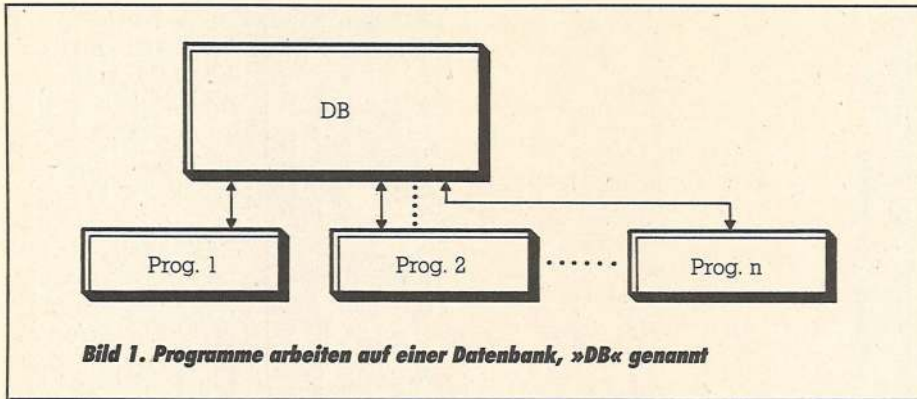 DB
Prog. 1
Prog. 2
Prog. n
Bild 1. Programme arbeiten auf einer Datenbank, »DB« genannt